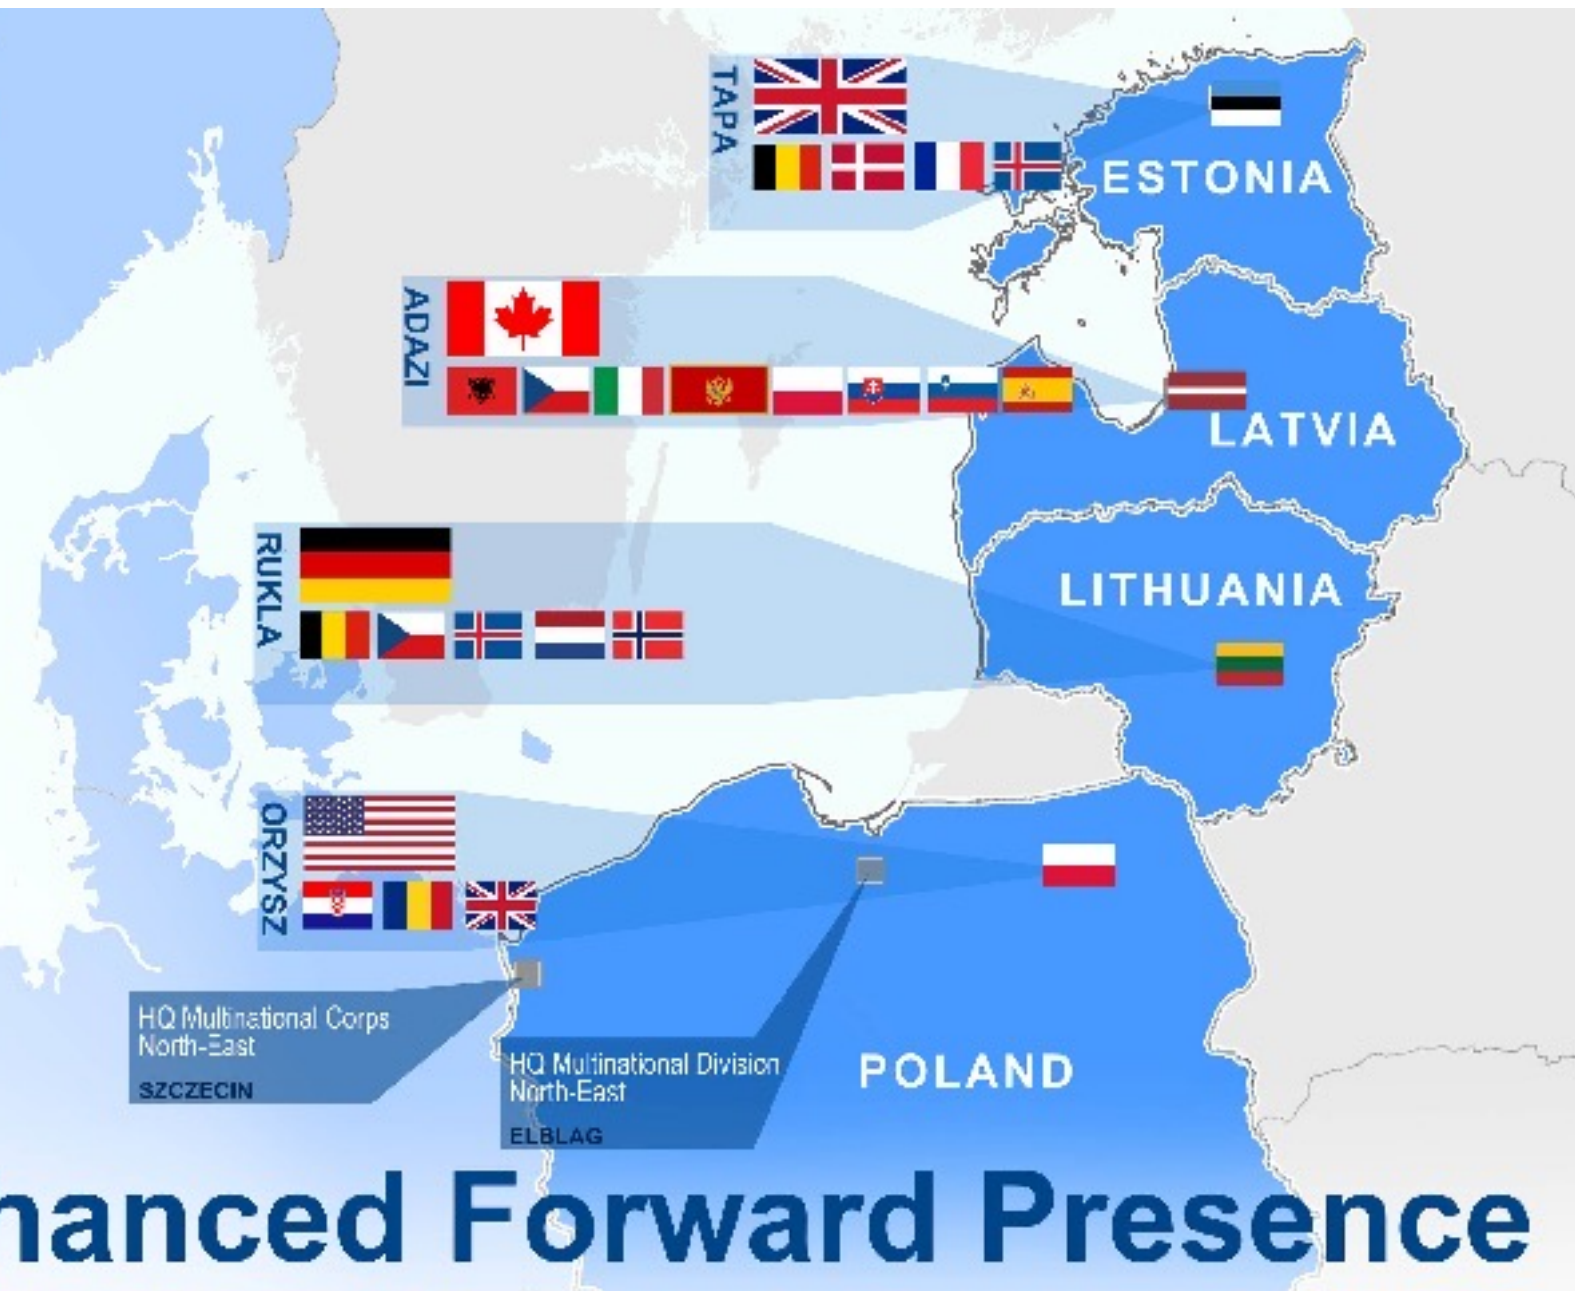 TAPA
ESTONIA
ADAZI
LATVIA
RUKLA
LITHUANIA
ORZYSZ
HQ Multinational Corps
North-East
SZCZECIN
HQ Multinational Division
North-East
ELBLAG
POLAND
hanced Forward Presence